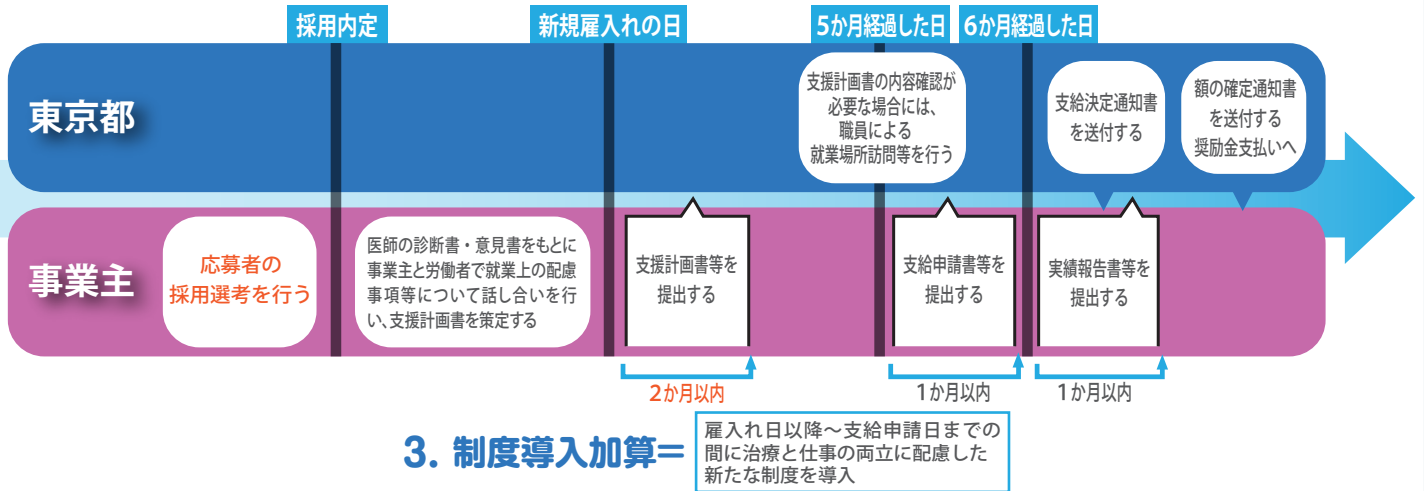 採用内定
新規雇入れの日
5か月経過した日
6か月経過した日
東京都
支援計画書の内容確認が
必要な場合には、
職員による
就業場所訪問等を行う
支給決定通知書
を送付する
額の確定通知書
を送付する
奨励金支払いへ
事業主
応募者の
採用選考を行う
医師の診断書・意見書をもとに
事業主と労働者で就業上の配慮
事項等について話し合いを行
い、支援計画書を策定する
支援計画書等を
提出する
支給申請書等を
提出する
実績報告書等を
提出する
2か月以内
1か月以内
1か月以内
3. 制度導入加算＝
雇入れ日以降～支給申請日までの
間に治療と仕事の両立に配慮した
新たな制度を導入